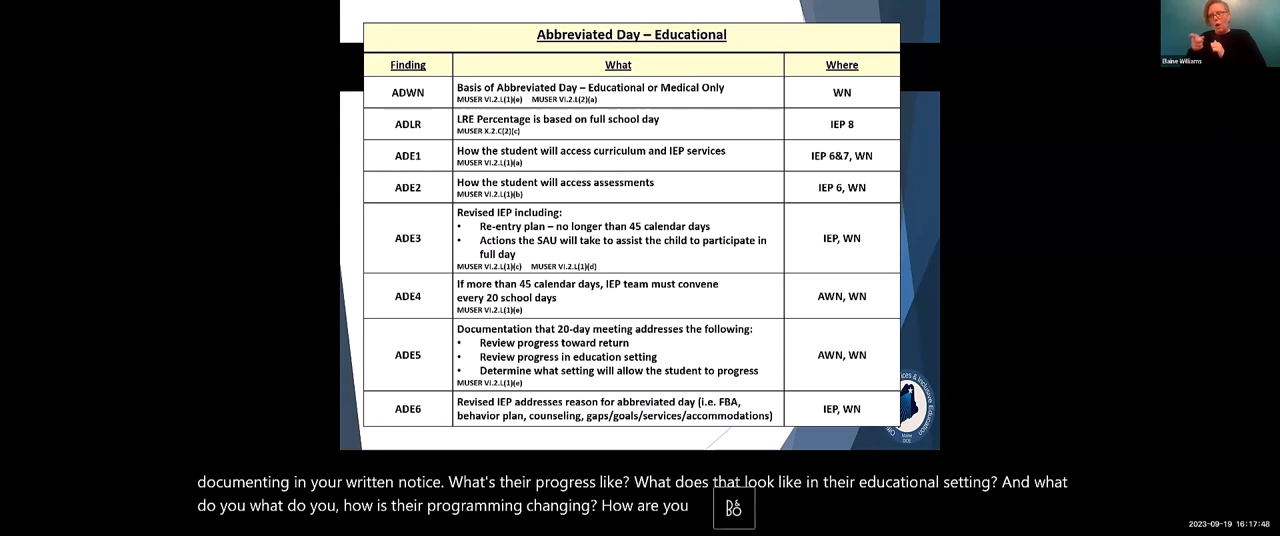 Abbreviated Day – Educational
Finding What Where
ADWN Basis of Abbreviated Day – Educational or Medical Only WN
MUSER VI.2.L(1)(e) MUSER VI.2.L(2)(a)
ADLR LRE Percentage is based on full school day IEP 8
MUSER X.2.C(2)(c)
ADE1 How the student will access curriculum and IEP services IEP 6&7, WN
MUSER VI.2.L(1)(a)
ADE2 How the student will access assessments IEP 6, WN
MUSER VI.2.L(1)(b)
ADE3 Revised IEP including: IEP, WN
• Re-entry plan – no longer than 45 calendar days
• Actions the SAU will take to assist the child to participate in
full day
MUSER VI.2.L(1)(c) MUSER VI.2.L(1)(d)
ADE4 If more than 45 calendar days, IEP team must convene AWN, WN
every 20 school days
MUSER VI.2.L(1)(e)
ADE5 Documentation that 20-day meeting addresses the following: AWN, WN
• Review progress toward return
• Review progress in education setting
• Determine what setting will allow the student to progress
MUSER VI.2.L(1)(e)
ADE6 Revised IEP addresses reason for abbreviated day (i.e. FBA, IEP, WN
behavior plan, counseling, gaps/goals/services/accommodations)
Elaine Williams
Maine
DOE
documenting in your written notice. What's their progress like? What does that look like in their educational setting? And what
do you what do you, how is their programming changing? How are you
2023-09-19 16:17:48